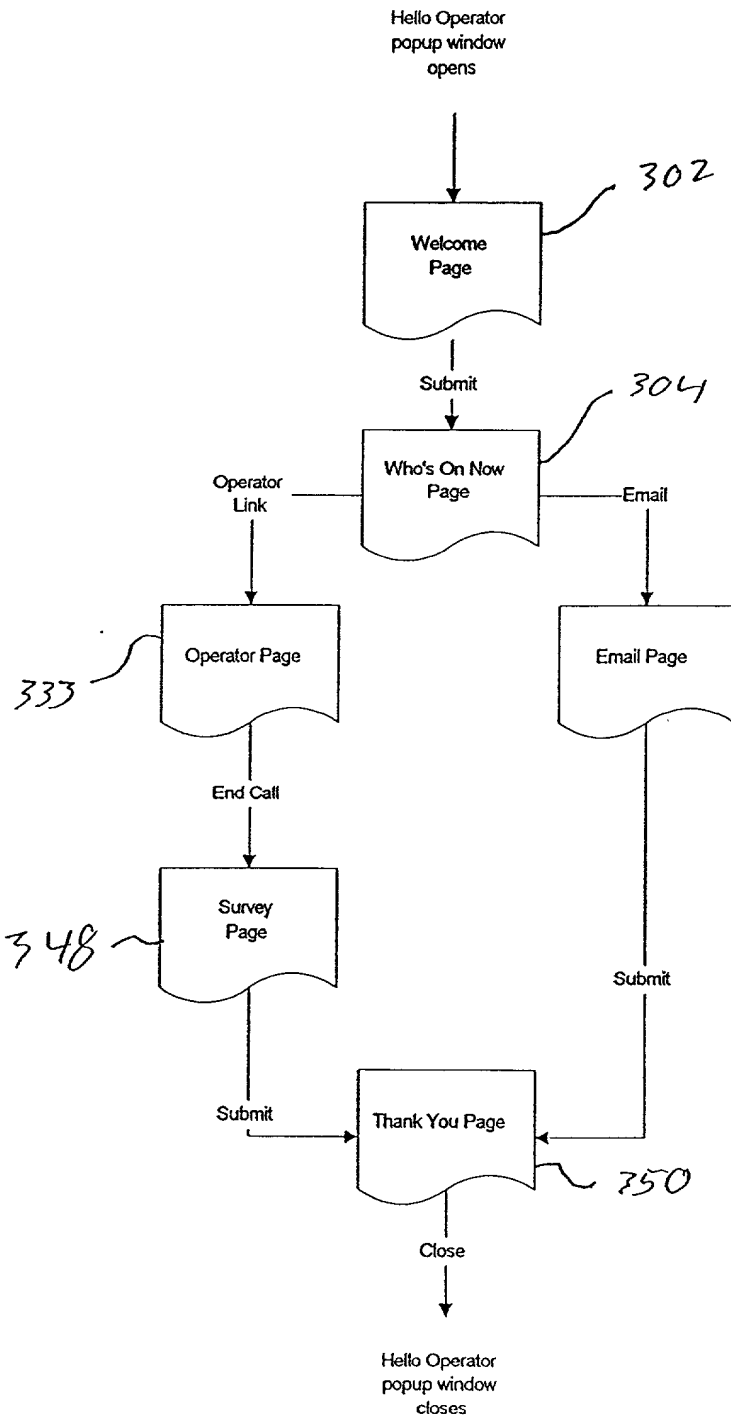 Hello Operator
popup window
opens
302
Welcome
Page
Submit
304
Who's On Now
Page
Operator
Link
Email
333
Operator Page
Email Page
End Call
348
Survey
Page
Submit
Submit
Thank You Page
350
Close
Hello Operator
popup window
closes